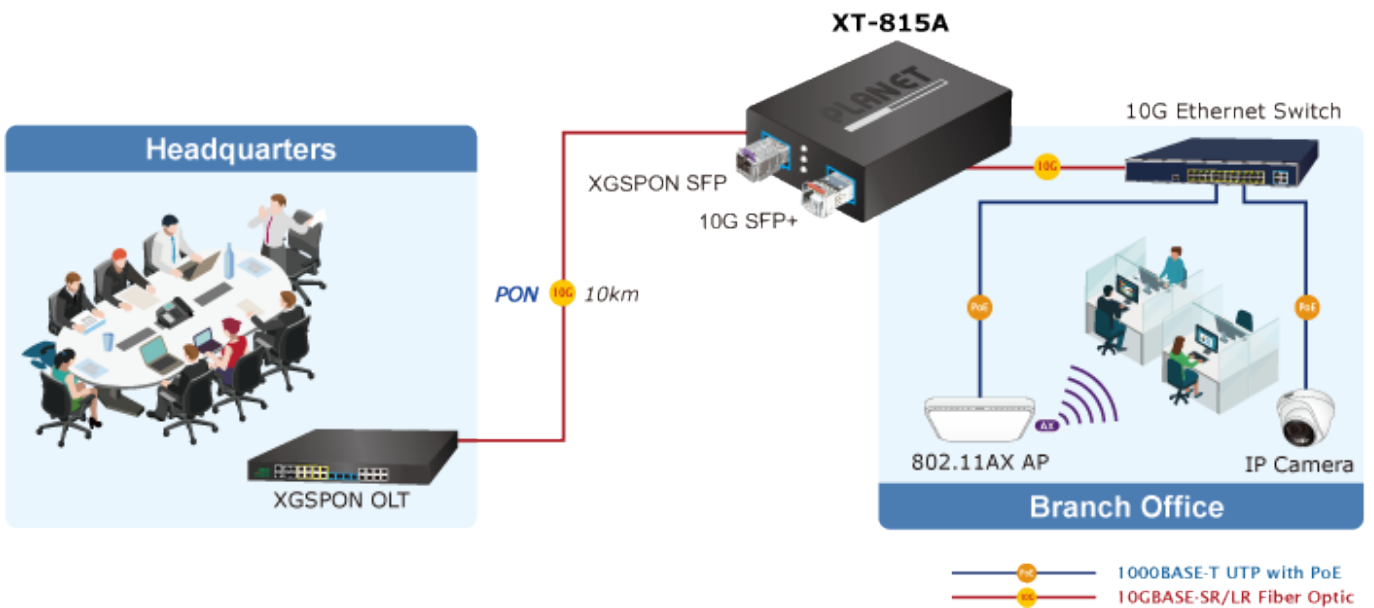 XT-815A
PLANET
10G Ethernet Switch
Headquarters
XGSPON SFP
10G
10G SFP+
PON 10G 10km
PoE
PoE
AX
802.11AX AP
IP Camera
XGSPON OLT
Branch Office
PoE 1000BASE-T UTP with PoE
10G 10GBASE-SR/LR Fiber Optic